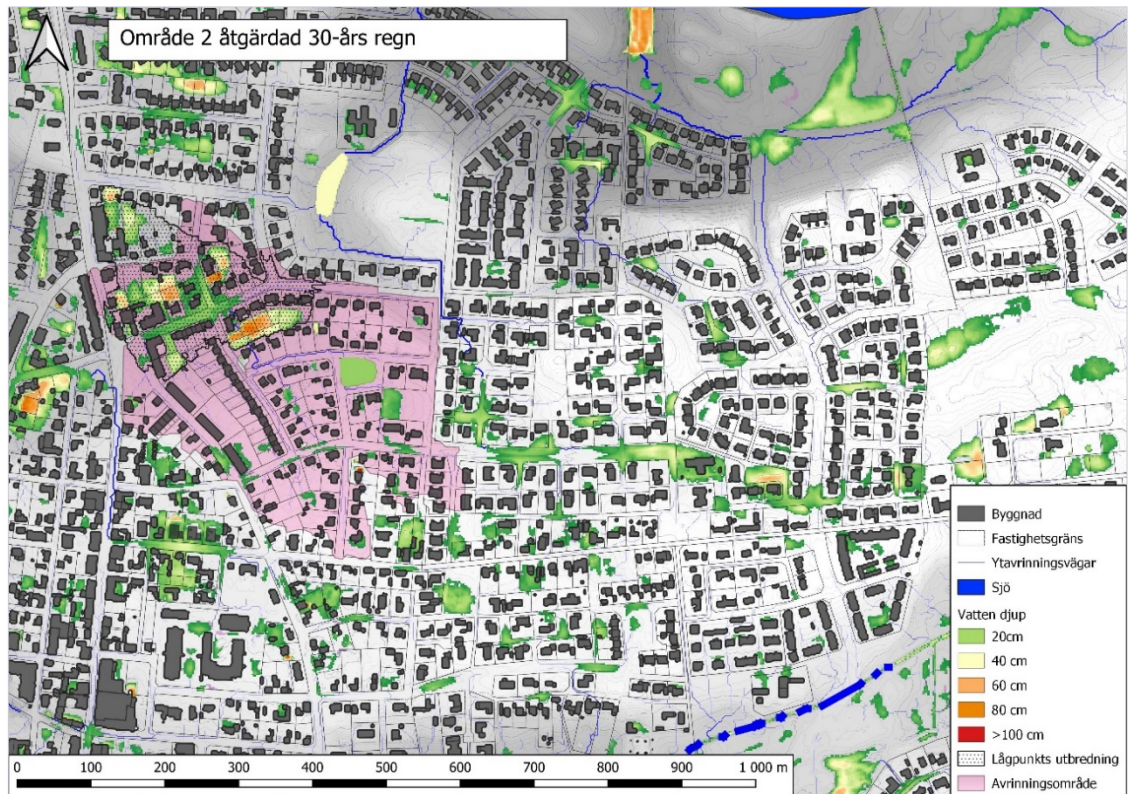 Område 2 åtgärdad 30-års regn
Byggnad
Fastighetsgräns
Ytavrinningsvägar
Sjö
Vatten djup
20cm
40 cm
60 cm
80 cm
>100 cm
Lågpunkts utbredning
Avrinningsområde
0 100 200 300 400 500 600 700 800 900 1 000 m